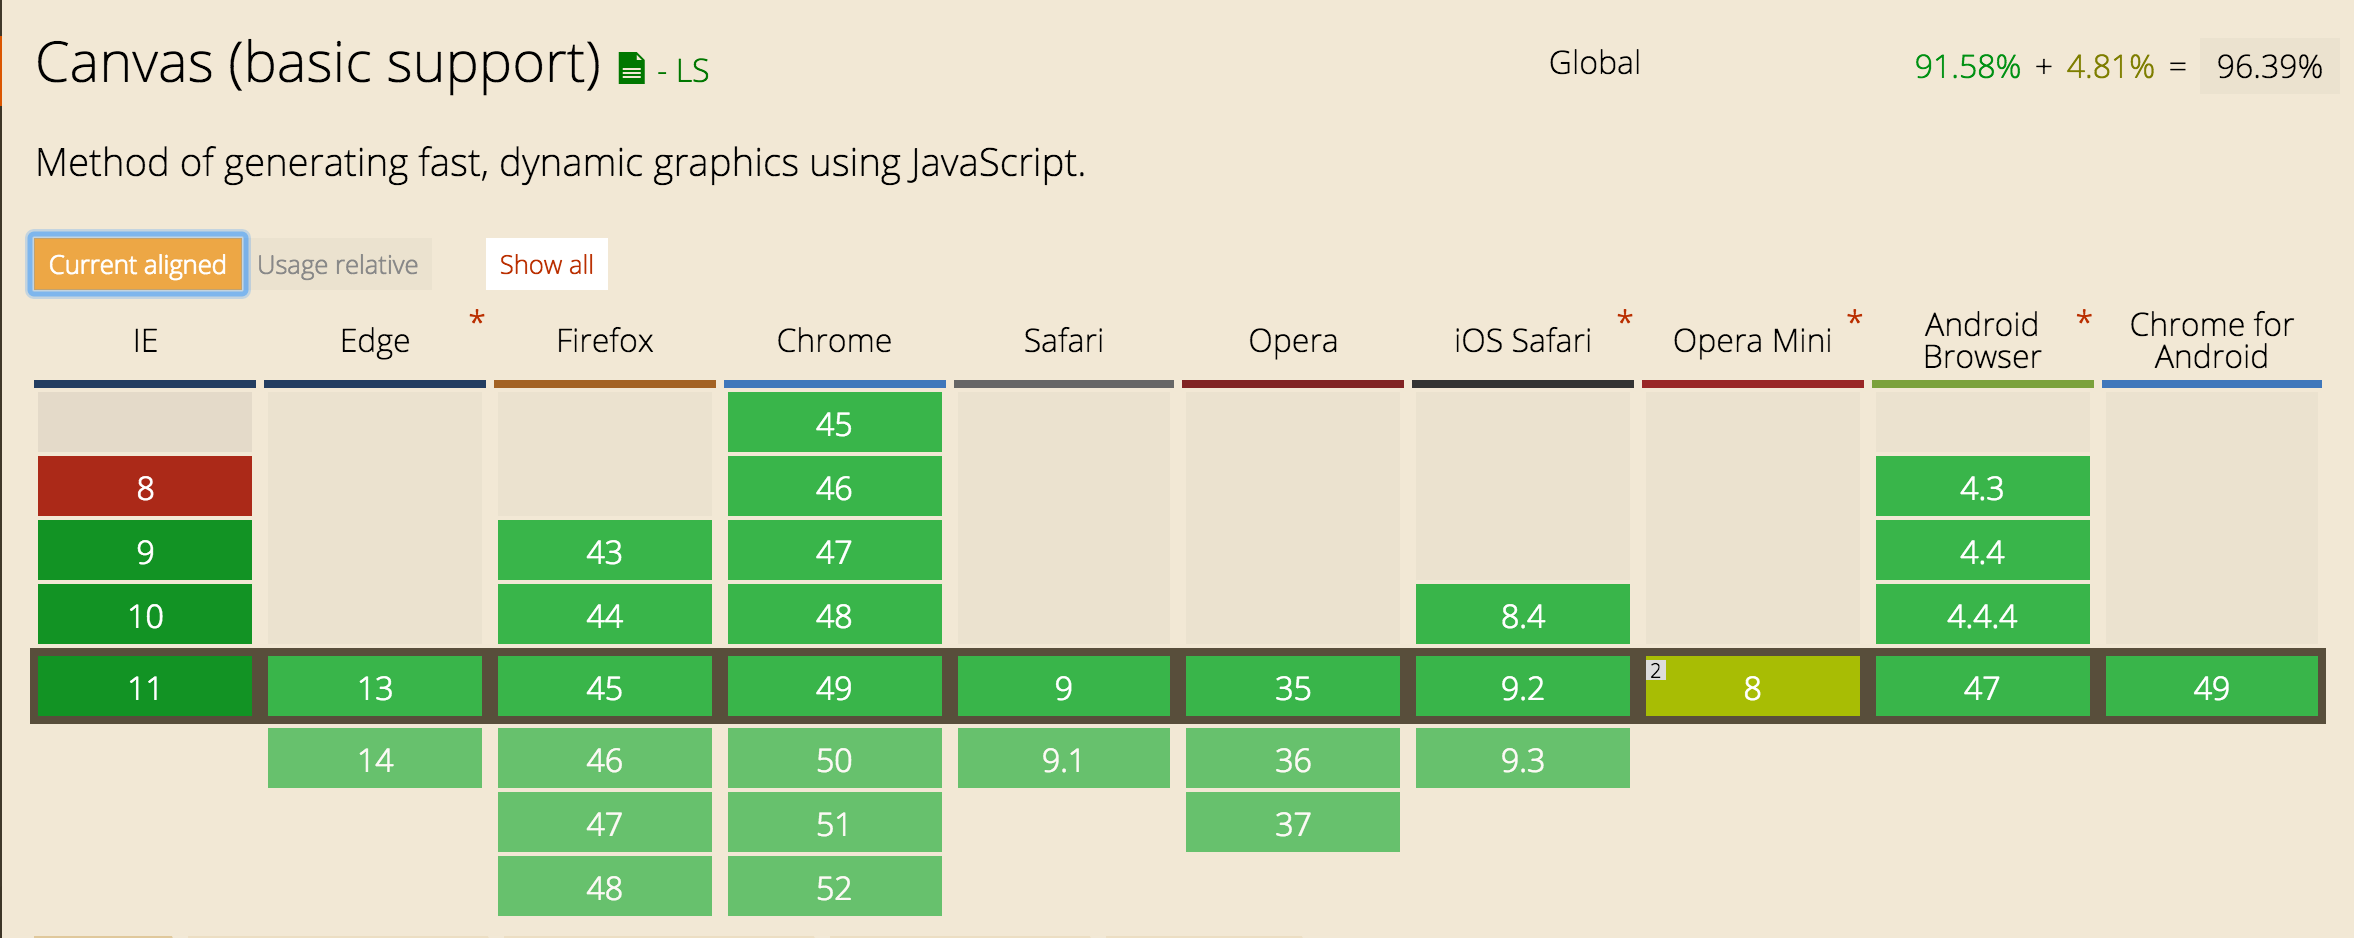 Canvas (basic support) - LS Global 91.58% + 4.81% = 96.39%
Method of generating fast, dynamic graphics using JavaScript.
Current aligned Usage relative Show all
IE Edge * Firefox Chrome Safari Opera iOS Safari * Opera Mini * Android Browser * Chrome for Android
45
8 46 4.3
9 43 47 4.4
10 44 48 8.4 4.4.4
11 13 45 49 9 35 9.2 2 8 47 49
14 46 50 9.1 36 9.3
47 51 37
48 52